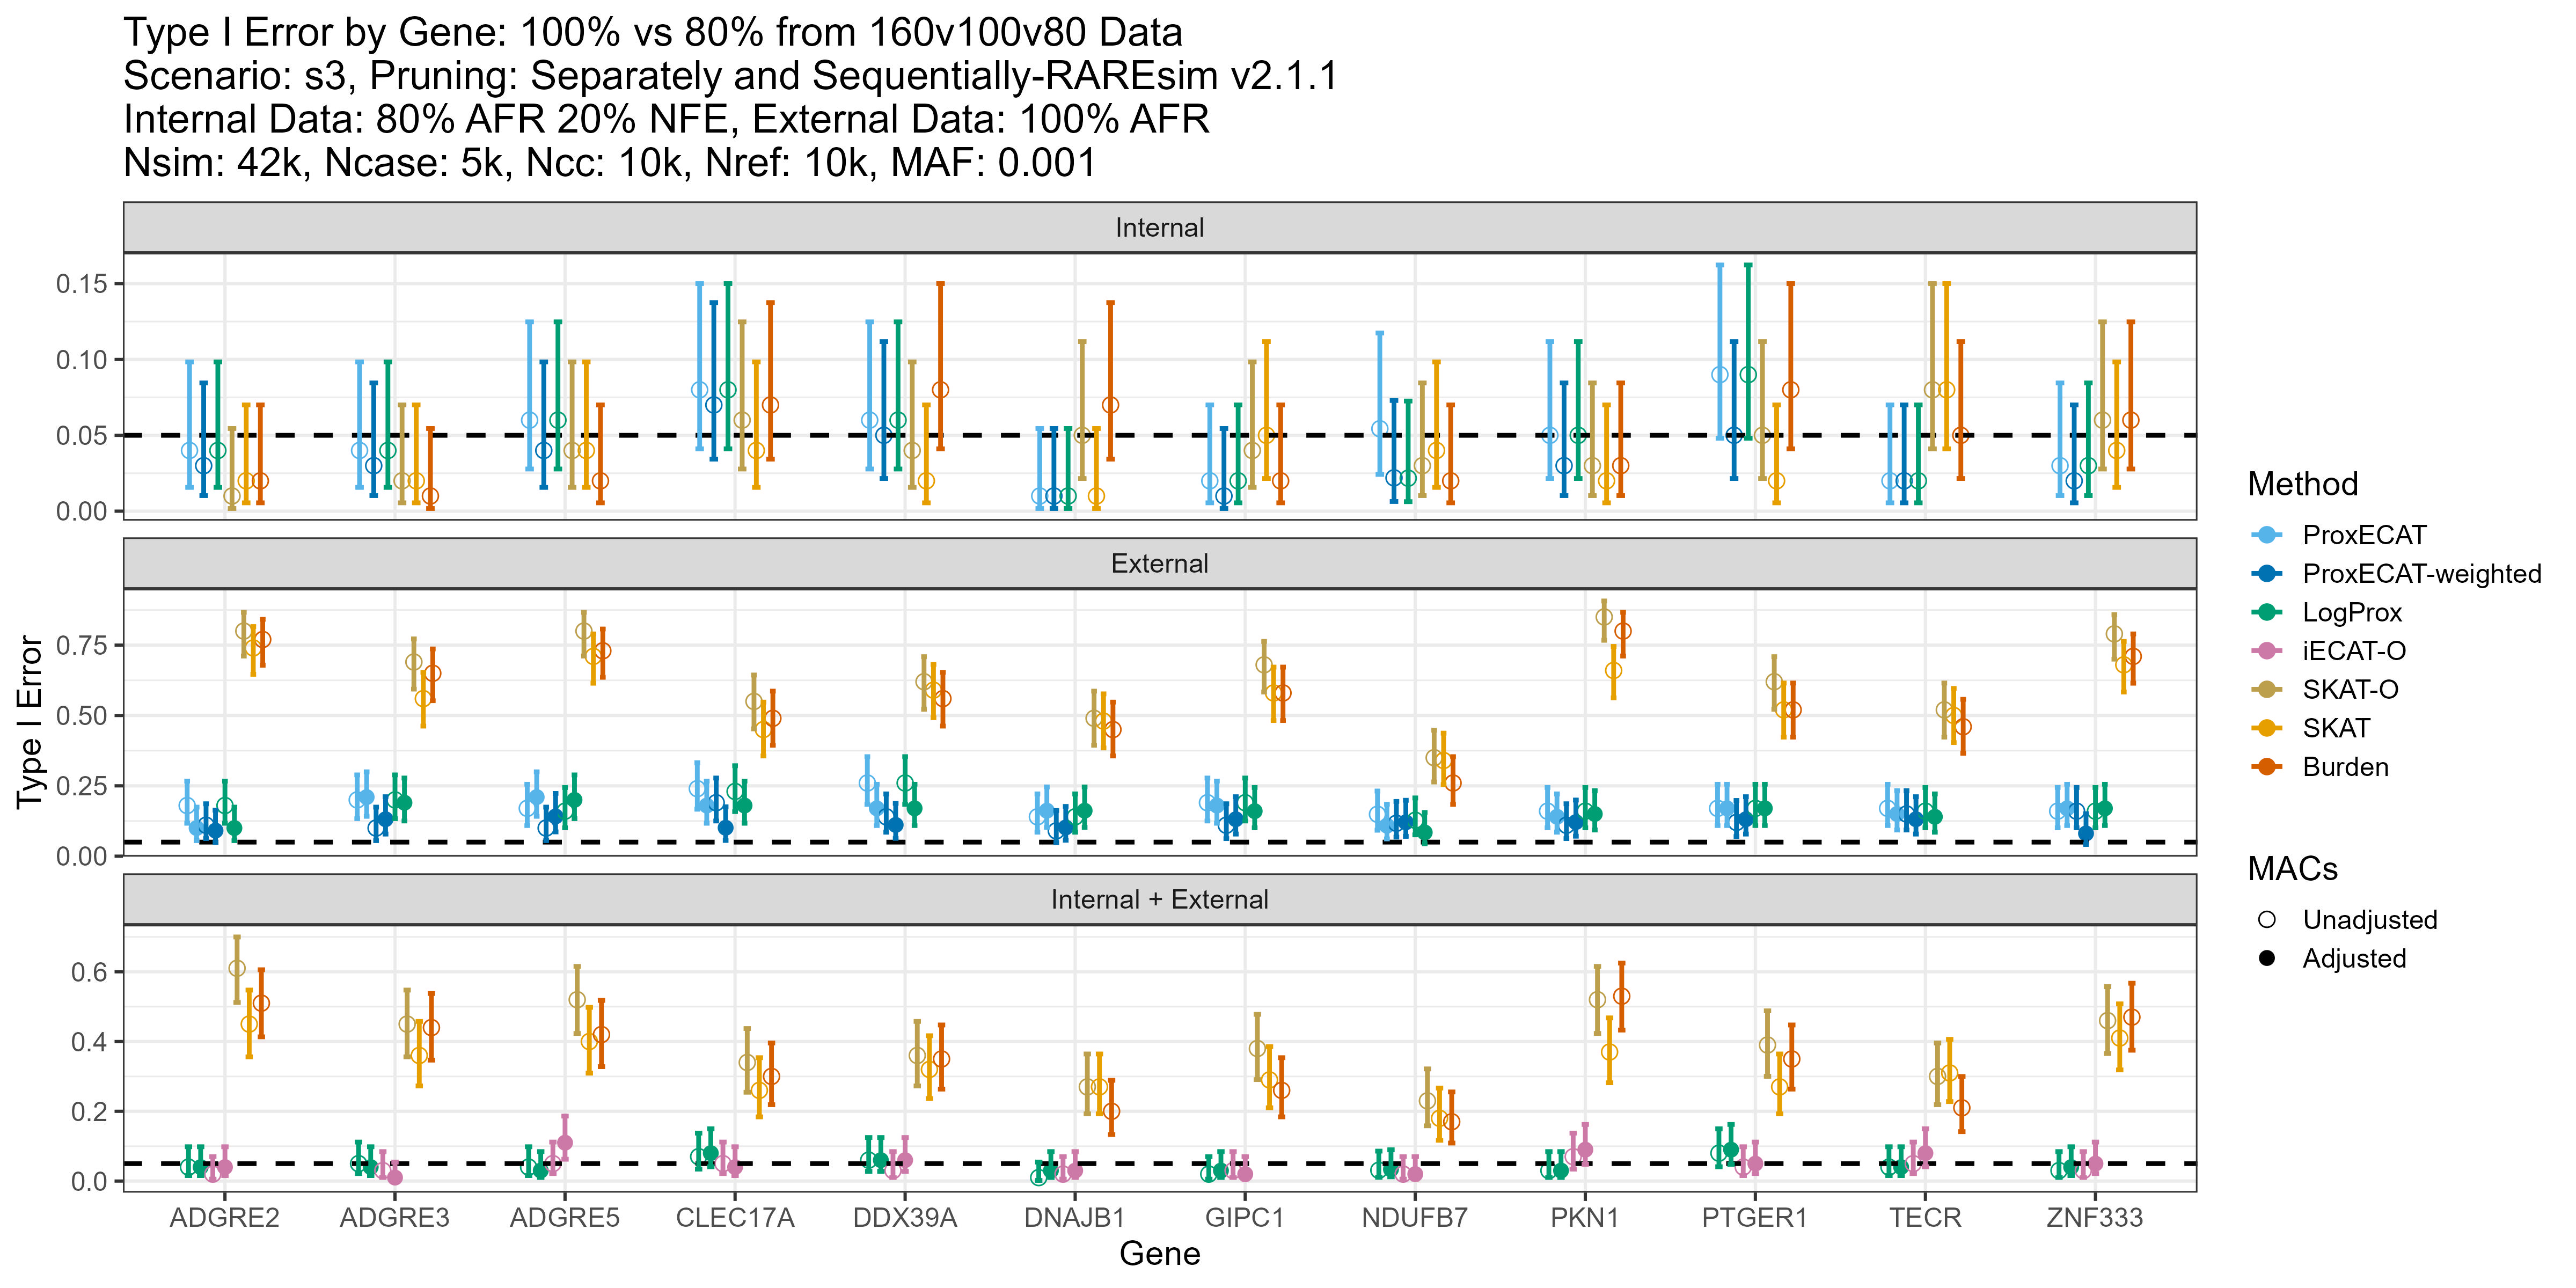 Type I Error by Gene: 100% vs 80% from 160v100v80 Data
Scenario: s3, Pruning: Separately and Sequentially-RAREsim v2.1.1
Internal Data: 80% AFR 20% NFE, External Data: 100% AFR
Nsim: 42k, Ncase: 5k, Ncc: 10k, Nref: 10k, MAF: 0.001
Internal
0.15
0.10
0.05
0.00
External
0.75
0.50
0.25
0.00
Internal + External
0.6
0.4
0.2
0.0
Type I Error
ADGRE2 ADGRE3 ADGRE5 CLEC17A DDX39A DNAJB1 GIPC1 NDUFB7 PKN1 PTGER1 TECR ZNF333
Gene
Method
ProxECAT
ProxECAT-weighted
LogProx
iECAT-O
SKAT-O
SKAT
Burden
MACs
Unadjusted
Adjusted